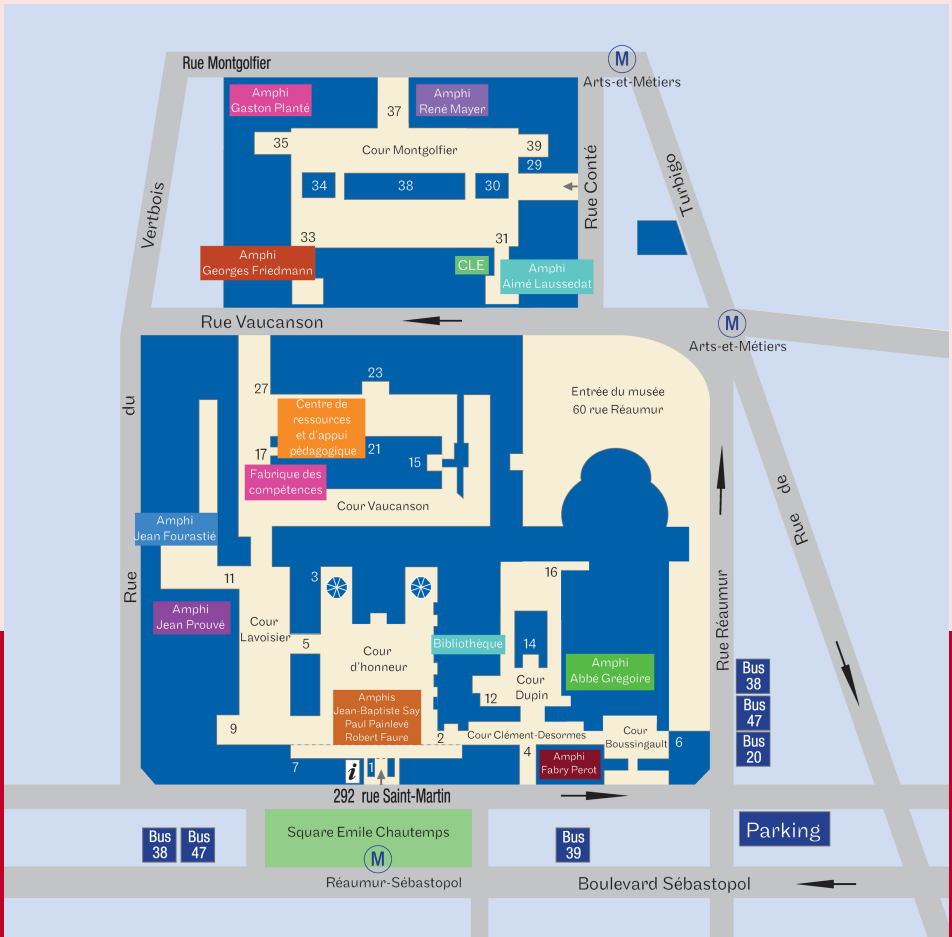 Rue Montgolfier
M
Arts-et-Métiers
Amphi
Gaston Planté
37
Amphi
René Mayer
35
Cour Montgolfier
39
29
34
38
30
Rue Conté
Turbigo
Vertbois
33
31
Amphi
Georges Friedmann
CLE
Amphi
Aimé Laussedat
Rue Vaucanson
M
Arts-et-Métiers
23
27
Entrée du musée
60 rue Réaumur
du
Centre de
ressources
et d'appui
pédagogique
17
21
15
Fabrique des
compétences
Cour Vaucanson
de
Rue
Amphi
Jean Fourastié
11
3
16
Rue
Amphi
Jean Prouvé
Cour
Lavoisier
5
Cour
d'honneur
Bibliothèque
14
Rue Réaumur
Amphi
Abbé Grégoire
Cour
Dupin
12
Bus
38
Bus
47
Bus
20
Amphis
Jean-Baptiste Say
Paul Painlevé
Robert Faure
9
2
Cour Clément-Desormes
Cour
Boussingault
6
7
i
1
4
Amphi
Fabry Perot
292 rue Saint-Martin
Bus
38
Bus
47
Square Emile Chautemps
M
Réaumur-Sébastopol
Bus
39
Parking
Boulevard Sébastopol